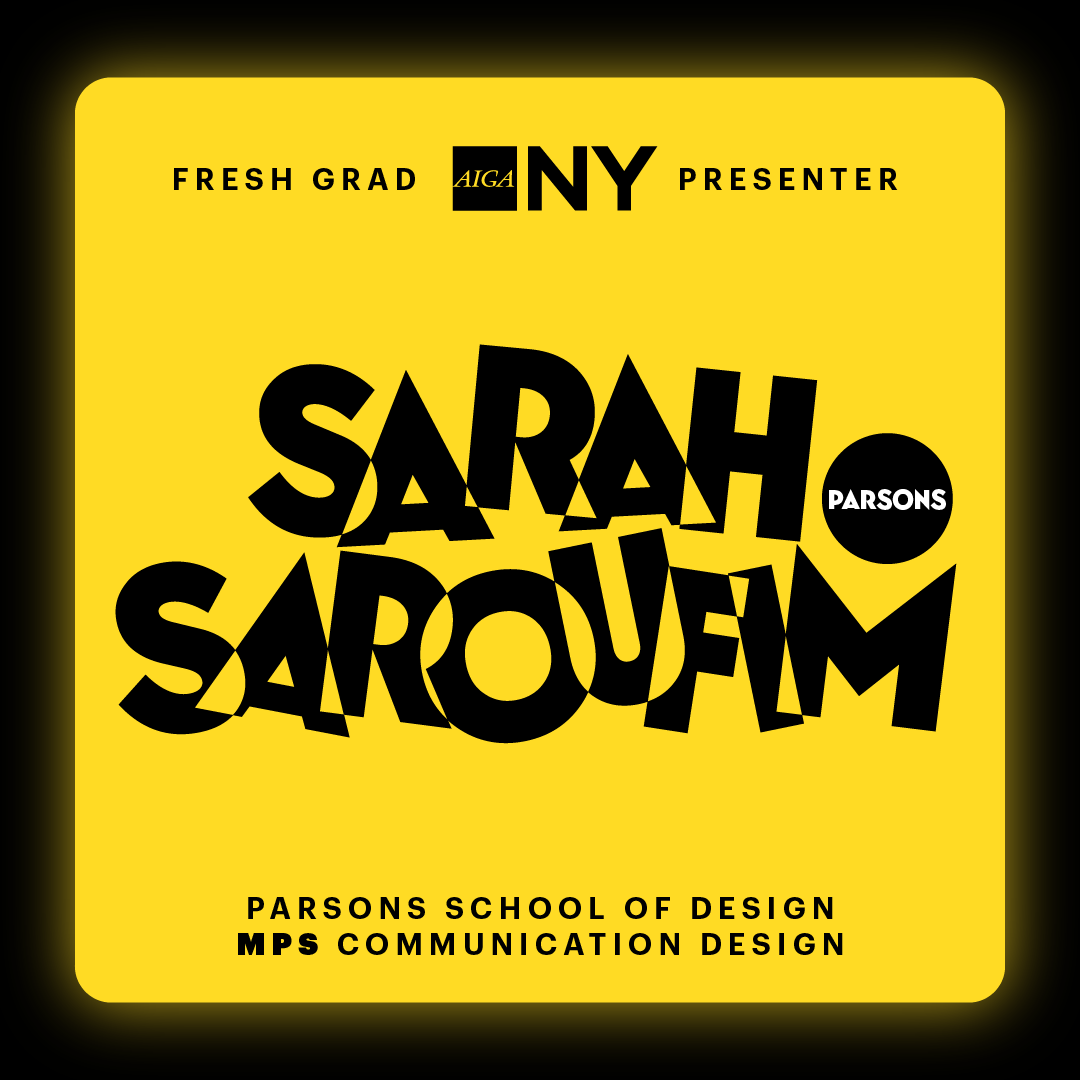 FRESH GRAD AIGA NY PRESENTER
SARAH
PARSONS
SAROUFIM
PARSONS SCHOOL OF DESIGN
MPS COMMUNICATION DESIGN